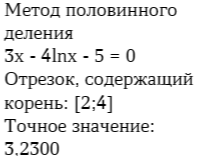 Метод половинного
деления
3x - 4lnx - 5 = 0
Отрезок, содержащий
корень: [2;4]
Точное значение:
3,2300